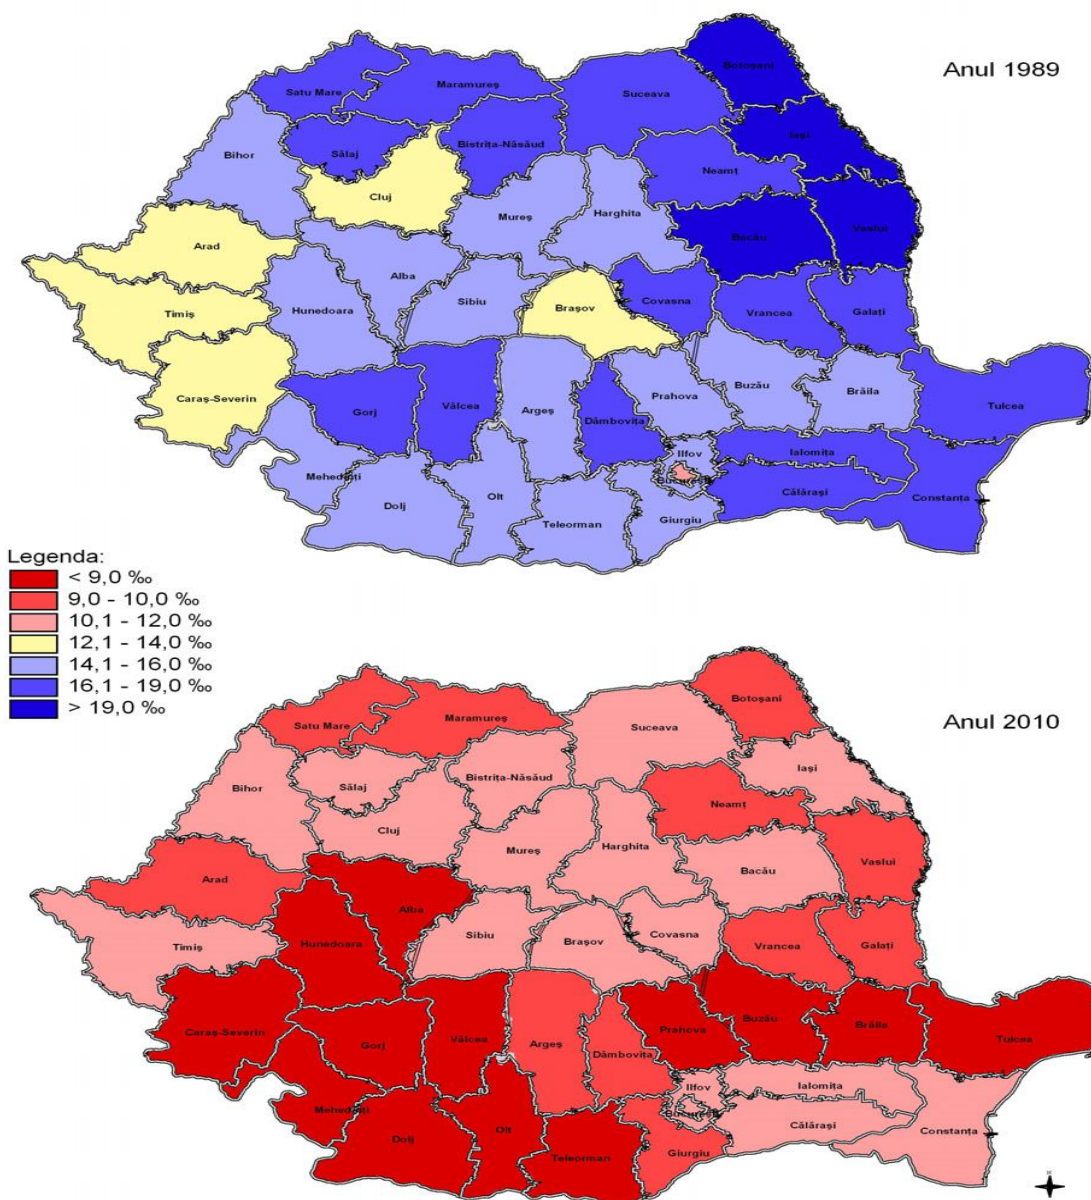 Anul 1989
Botoșani
Satu Mare
Maramureș
Suceava
Iași
Sălaj
Bistrița-Năsăud
Bihor
Neamț
Cluj
Mureș
Harghita
Bacău
Vaslui
Arad
Alba
Sibiu
Covasna
Timiș
Hunedoara
Brașov
Vrancea
Galați
Caraș-Severin
Gorj
Vâlcea
Argeș
Prahova
Buzău
Brăila
Tulcea
Dâmbovița
Ilfov
Ialomița
București
Mehedinți
Olt
Călărași
Constanța
Dolj
Teleorman
Giurgiu
Legenda:
< 9,0 ‰
9,0 - 10,0 ‰
10,1 - 12,0 ‰
12,1 - 14,0 ‰
14,1 - 16,0 ‰
16,1 - 19,0 ‰
> 19,0 ‰
Anul 2010
Botoșani
Satu Mare
Maramureș
Suceava
Iași
Bistrița-Năsăud
Bihor
Sălaj
Neamț
Cluj
Mureș
Harghita
Bacău
Vaslui
Arad
Alba
Timiș
Hunedoara
Sibiu
Brașov
Covasna
Vrancea
Galați
Caraș-Severin
Gorj
Vâlcea
Argeș
Dâmbovița
Prahova
Buzău
Brăila
Tulcea
Ilfov
Ialomița
București
Mehedinți
Dolj
Olt
Călărași
Constanța
Teleorman
Giurgiu